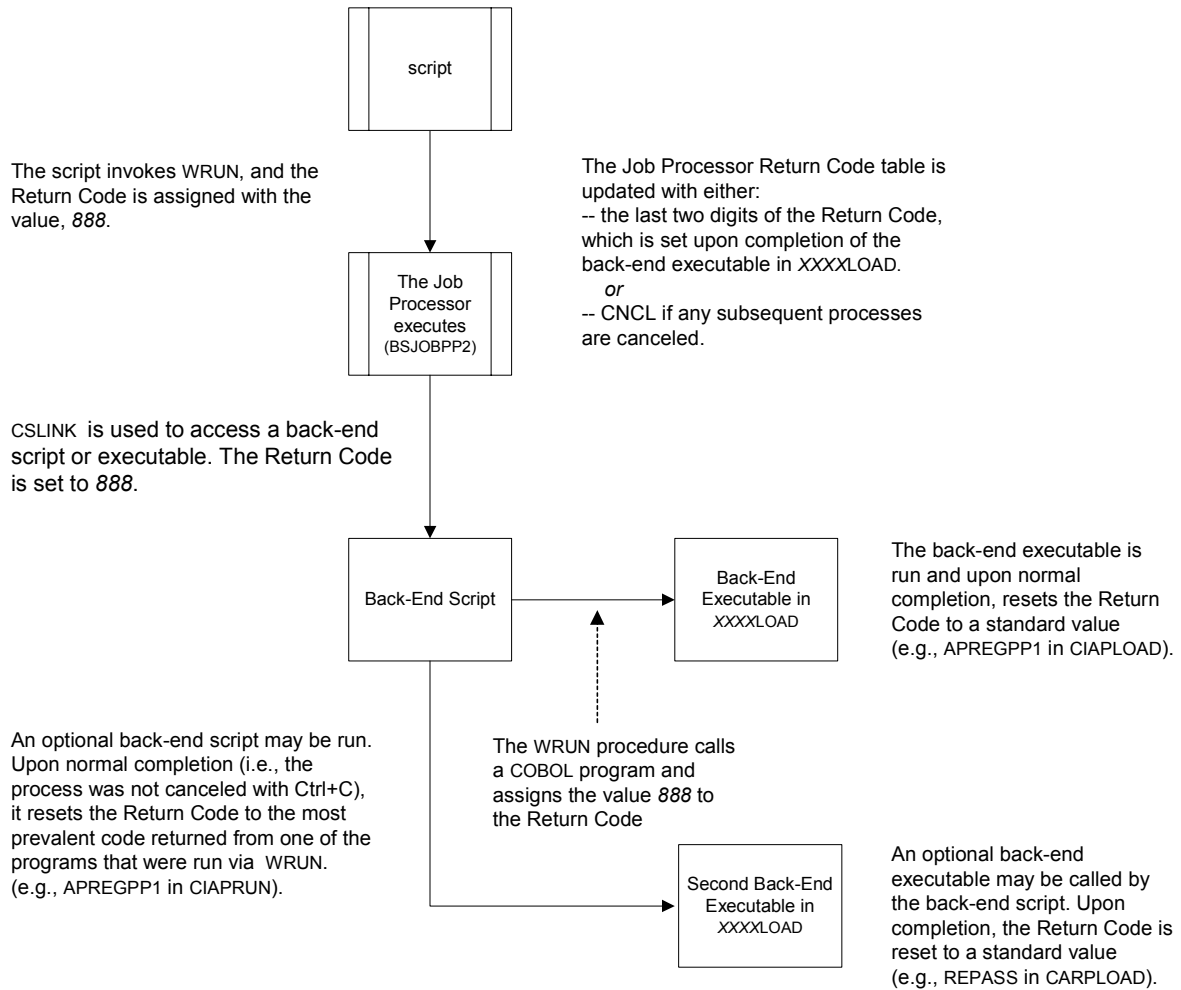 script
The script invokes WRUN, and the
Return Code is assigned with the
value, 888.
The Job Processor Return Code table is
updated with either:
-- the last two digits of the Return Code,
which is set upon completion of the
back-end executable in XXXXLOAD.
or
-- CNCL if any subsequent processes
are canceled.
The Job
Processor
executes
(BSJOBPP2)
CSLINK is used to access a back-end
script or executable. The Return Code
is set to 888.
Back-End Script
Back-End
Executable in
XXXXLOAD
The back-end executable is
run and upon normal
completion, resets the Return
Code to a standard value
(e.g., APREGPP1 in CIAPLOAD).
An optional back-end script may be run.
Upon normal completion (i.e., the
process was not canceled with Ctrl+C),
it resets the Return Code to the most
prevalent code returned from one of the
programs that were run via WRUN.
(e.g., APREGPP1 in CIAPRUN).
The WRUN procedure calls
a COBOL program and
assigns the value 888 to
the Return Code
Second Back-End
Executable in
XXXXLOAD
An optional back-end
executable may be called by
the back-end script. Upon
completion, the Return Code is
reset to a standard value
(e.g., REPASS in CARPLOAD).